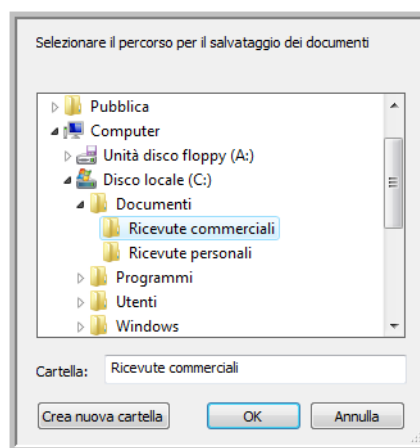 Selezionare il percorso per il salvataggio dei documenti
Pubblica
Computer
Unità disco floppy (A:)
Disco locale (C:)
Documenti
Ricevute commerciali
Ricevute personali
Programmi
Utenti
Windows
Cartella: Ricevute commerciali
Crea nuova cartella OK Annulla